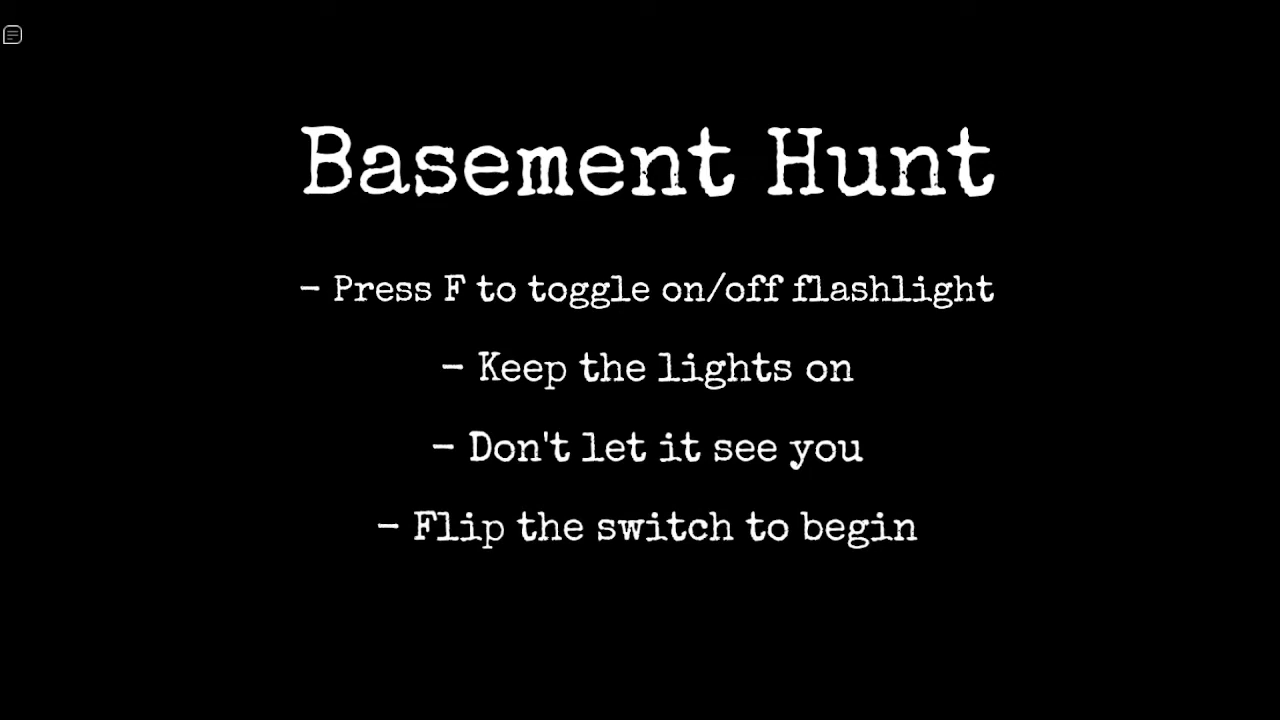 Basement Hunt
- Press F to toggle on/off flashlight
- Keep the lights on
- Don't let it see you
- Flip the switch to begin